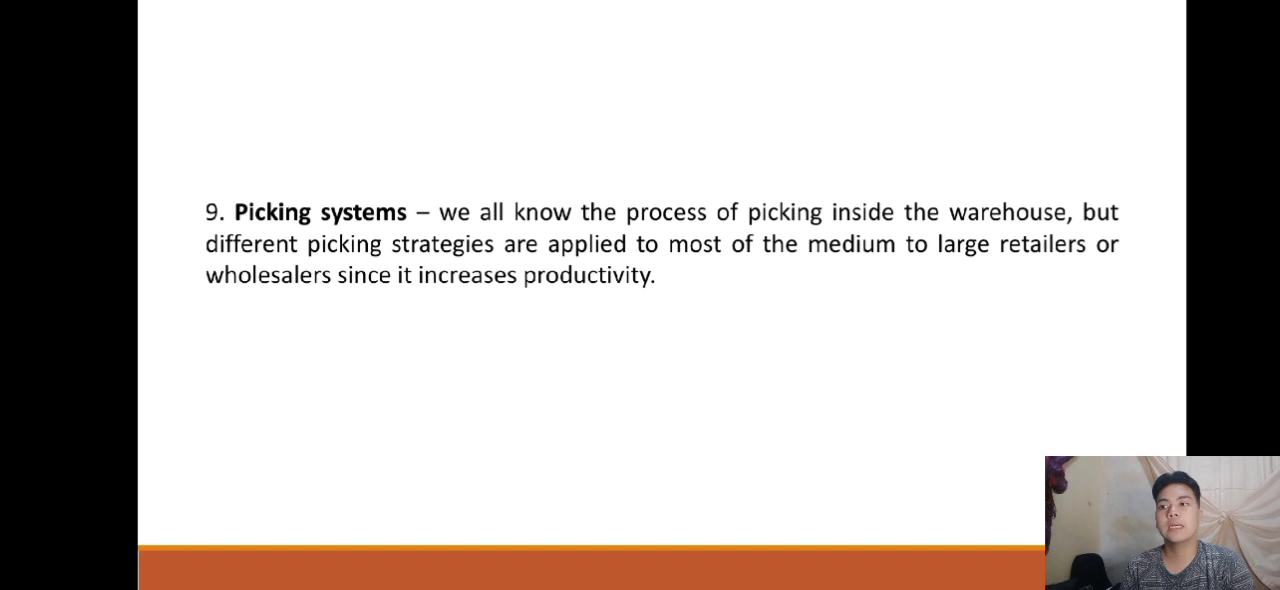 9. Picking systems – we all know the process of picking inside the warehouse, but
different picking strategies are applied to most of the medium to large retailers or
wholesalers since it increases productivity.